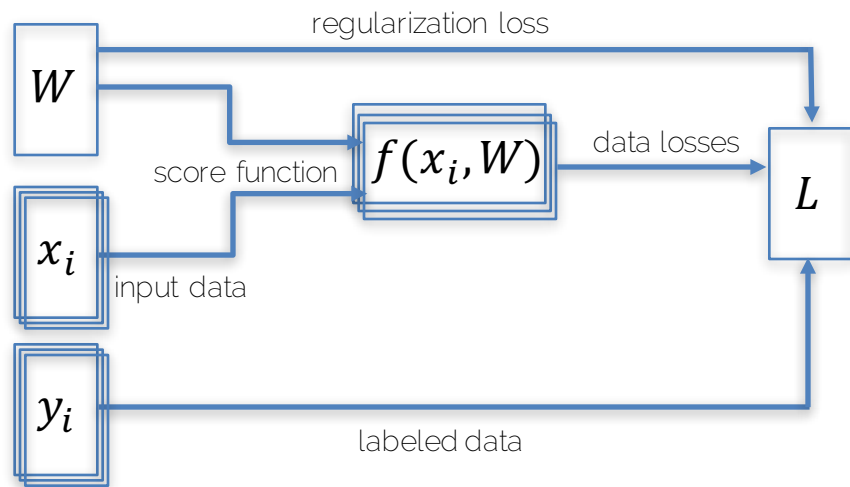 regularization loss
W
f(x_i, W)
data losses
score function
L
x_i
input data
y_i
labeled data